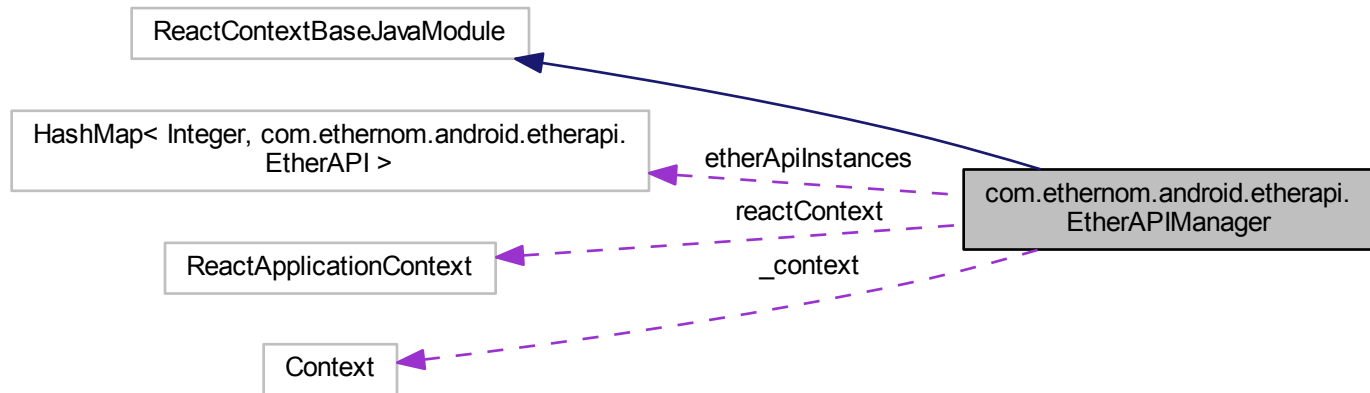 ReactContextBaseJavaModule
HashMap< Integer, com.ethernom.android.etherapi.
EtherAPI >
etherApiInstances
reactContext
_context
com.ethernom.android.etherapi.
EtherAPIManager
ReactApplicationContext
Context